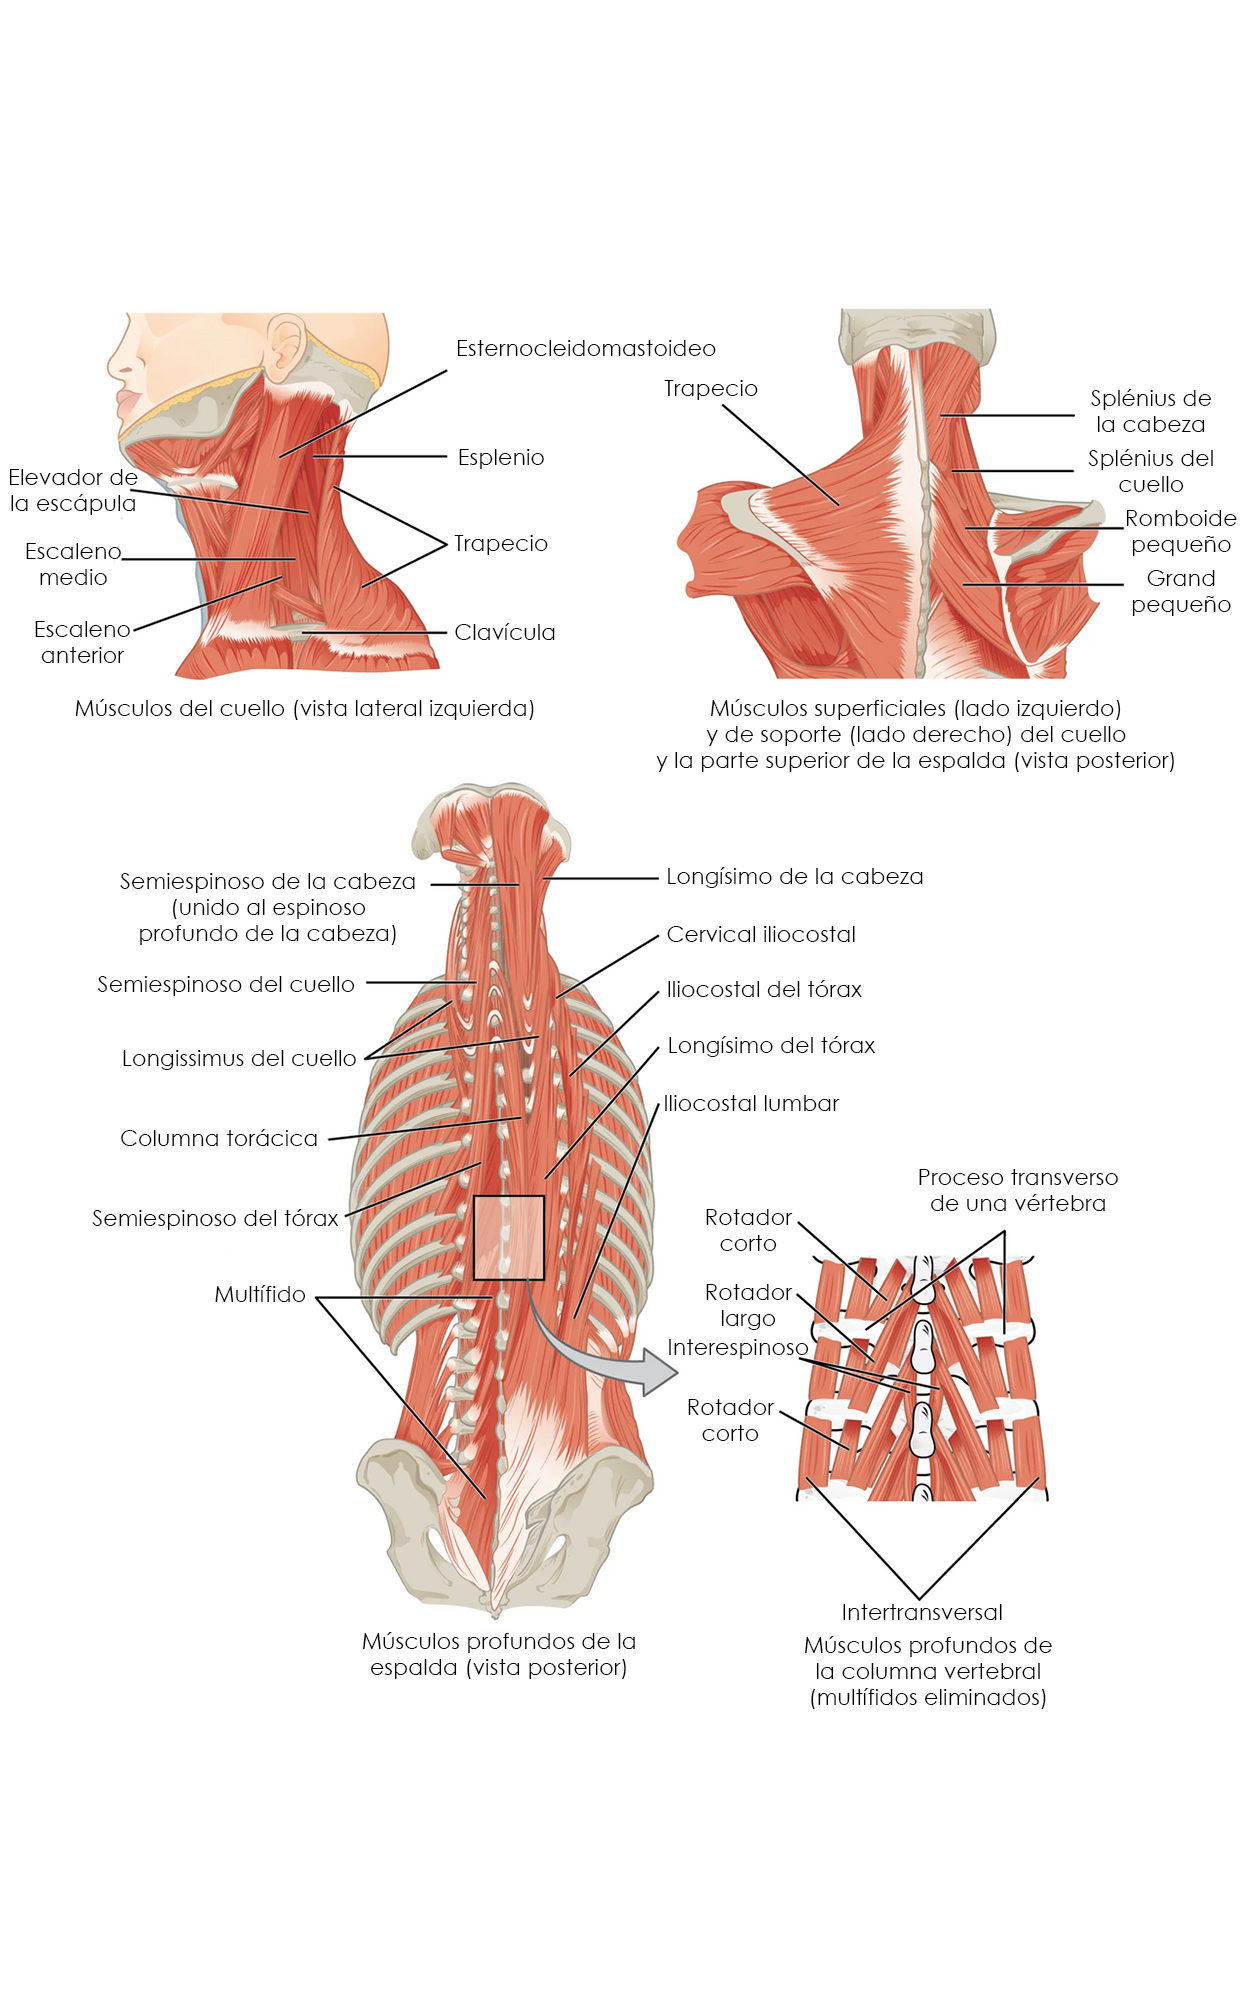 Esternocleidomastoideo
Esplenio
Elevador de
la escápula
Escaleno
medio
Trapecio
Escaleno
anterior
Clavícula
Músculos del cuello (vista lateral izquierda)
Trapecio
Splénius de
la cabeza
Splénius del
cuello
Romboide
pequeño
Grand
pequeño
Músculos superficiales (lado izquierdo)
y de soporte (lado derecho) del cuello
y la parte superior de la espalda (vista posterior)
Semiespinoso de la cabeza
(unido al espinoso
profundo de la cabeza)
Semiespinoso del cuello
Longissimus del cuello
Columna torácica
Semiespinoso del tórax
Multífido
Longísimo de la cabeza
Cervical iliocostal
Iliocostal del tórax
Longísimo del tórax
Iliocostal lumbar
Músculos profundos de la
espalda (vista posterior)
Proceso transverso
de una vértebra
Rotador
corto
Rotador
largo
Interespinoso
Rotador
corto
Intertransversal
Músculos profundos de
la columna vertebral
(multífidos eliminados)